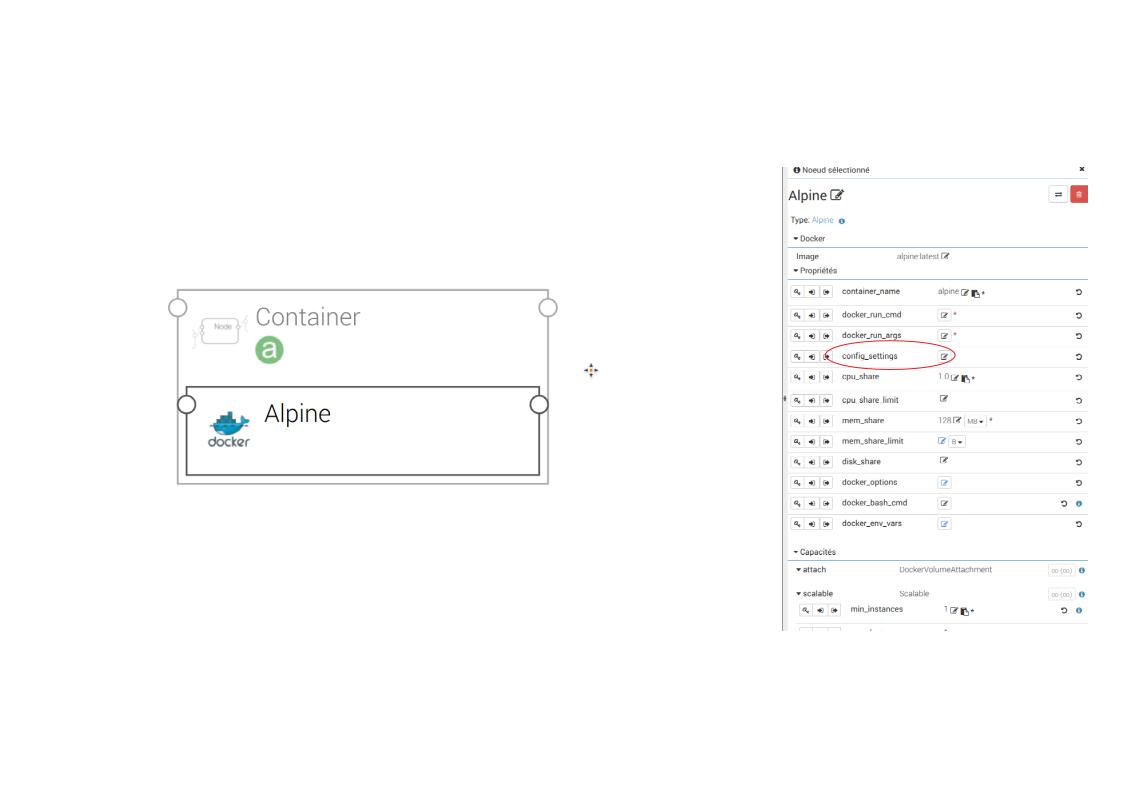 Node
Container
a
Alpine
docker
Noeud sélectionné
Alpine
Type: Alpine
Docker
Image alpine:latest
Propriétés
container_name alpine *
docker_run_cmd *
docker_run_args *
config_settings
cpu_share 1.0 *
cpu_share_limit
mem_share 128 MB *
mem_share_limit B
disk_share
docker_options
docker_bash_cmd
docker_env_vars
Capacités
attach DockerVolumeAttachment ∞ (∞)
scalable Scalable ∞ (∞)
min_instances 1 *